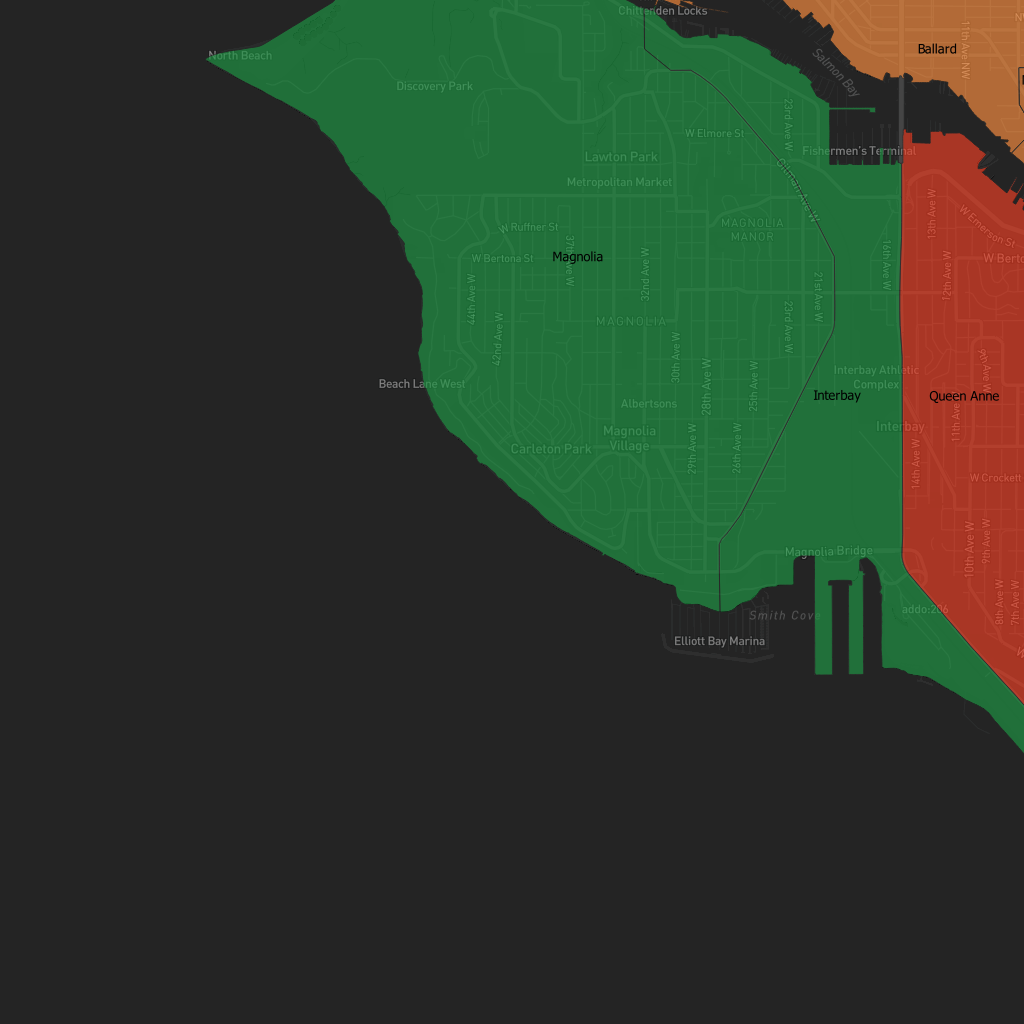 Chittenden Locks
11th Ave NW
Ballard
North Beach
Salmon Bay
Discovery Park
23rd Ave W
W Elmore St
Fishermen's Terminal
Lawton Park
Gilman Ave W
Metropolitan Market
13th Ave W
W Emerson St
MAGNOLIA
MANOR
W Ruffner St
37th Ave W
16th Ave W
W Bertona St
Magnolia
32nd Ave W
12th Ave W
44th Ave W
21st Ave W
MAGNOLIA
42nd Ave W
23rd Ave W
30th Ave W
28th Ave W
25th Ave W
9th Ave W
Interbay Athletic
Complex
Beach Lane West
Interbay
Queen Anne
Albertsons
11th Ave W
Magnolia
Village
Interbay
29th Ave W
26th Ave W
Carleton Park
14th Ave W
W Crockett
10th Ave W
9th Ave W
Magnolia Bridge
8th Ave W
7th Ave W
addo:206
Smith Cove
Elliott Bay Marina